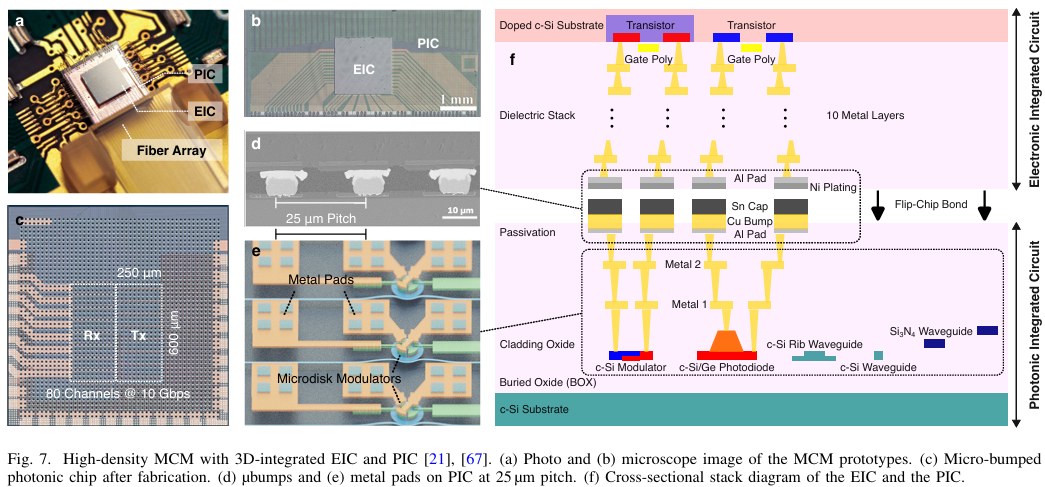 a
PIC
EIC
Fiber Array
b
PIC
EIC
1 mm
c
250 µm
600 µm
Rx
Tx
80 Channels @ 10 Gbps
d
25 µm Pitch
10 µm
e
Metal Pads
Microdisk Modulators
f
Doped c-Si Substrate
Transistor
Transistor
Gate Poly
Gate Poly
Dielectric Stack
10 Metal Layers
Al Pad
Ni Plating
Sn Cap
Cu Bump
Al Pad
Flip-Chip Bond
Passivation
Metal 2
Metal 1
Si₃N₄ Waveguide
Cladding Oxide
c-Si Rib Waveguide
c-Si Modulator
c-Si/Ge Photodiode
c-Si Waveguide
Buried Oxide (BOX)
c-Si Substrate
Electronic Integrated Circuit
Photonic Integrated Circuit
Fig. 7. High-density MCM with 3D-integrated EIC and PIC [21], [67]. (a) Photo and (b) microscope image of the MCM prototypes. (c) Micro-bumped
photonic chip after fabrication. (d) µbumps and (e) metal pads on PIC at 25 µm pitch. (f) Cross-sectional stack diagram of the EIC and the PIC.